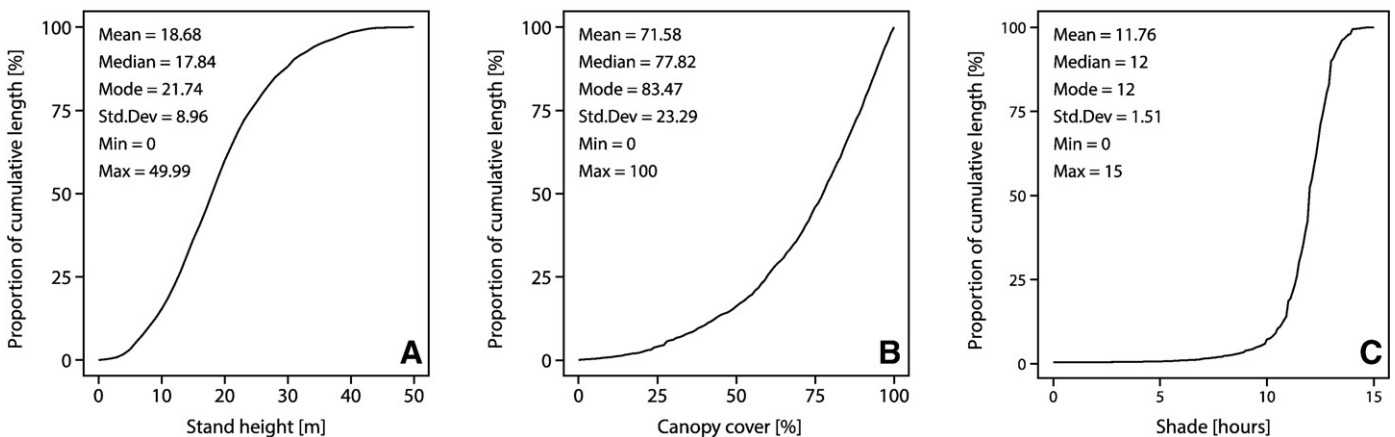 Proportion of cumulative length [%]
100
75
50
25
0
Mean = 18.68
Median = 17.84
Mode = 21.74
Std.Dev = 8.96
Min = 0
Max = 49.99
A
0 10 20 30 40 50
Stand height [m]
Proportion of cumulative length [%]
100
75
50
25
0
Mean = 71.58
Median = 77.82
Mode = 83.47
Std.Dev = 23.29
Min = 0
Max = 100
B
0 25 50 75 100
Canopy cover [%]
Proportion of cumulative length [%]
100
75
50
25
0
Mean = 11.76
Median = 12
Mode = 12
Std.Dev = 1.51
Min = 0
Max = 15
C
0 5 10 15
Shade [hours]